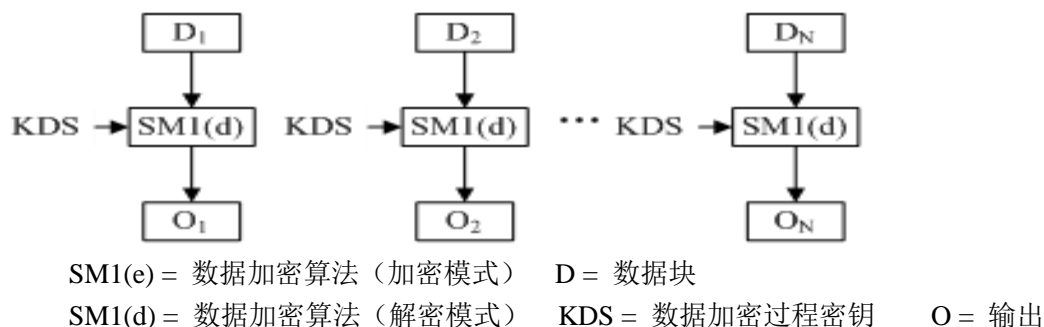 D1 D2 DN
KDS SM1(d) KDS SM1(d) … KDS SM1(d)
O1 O2 ON
SM1(e) = 数据加密算法（加密模式） D = 数据块
SM1(d) = 数据加密算法（解密模式） KDS = 数据加密过程密钥 O = 输出